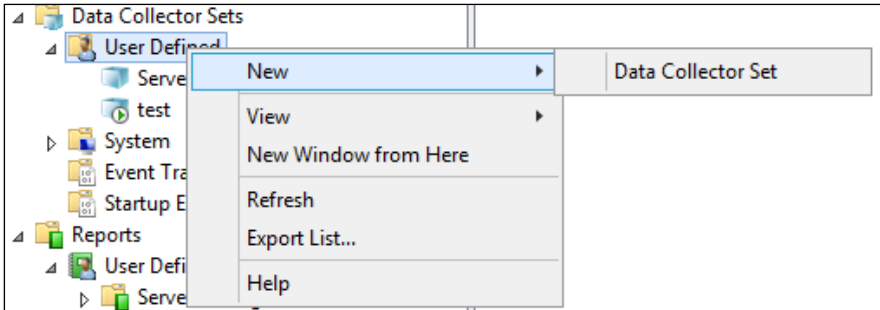 Data Collector Sets
User Defined
Serve
New
Data Collector Set
test
View
System
New Window from Here
Event Tra
Startup E
Refresh
Reports
Export List...
User Defi
Help
Serve